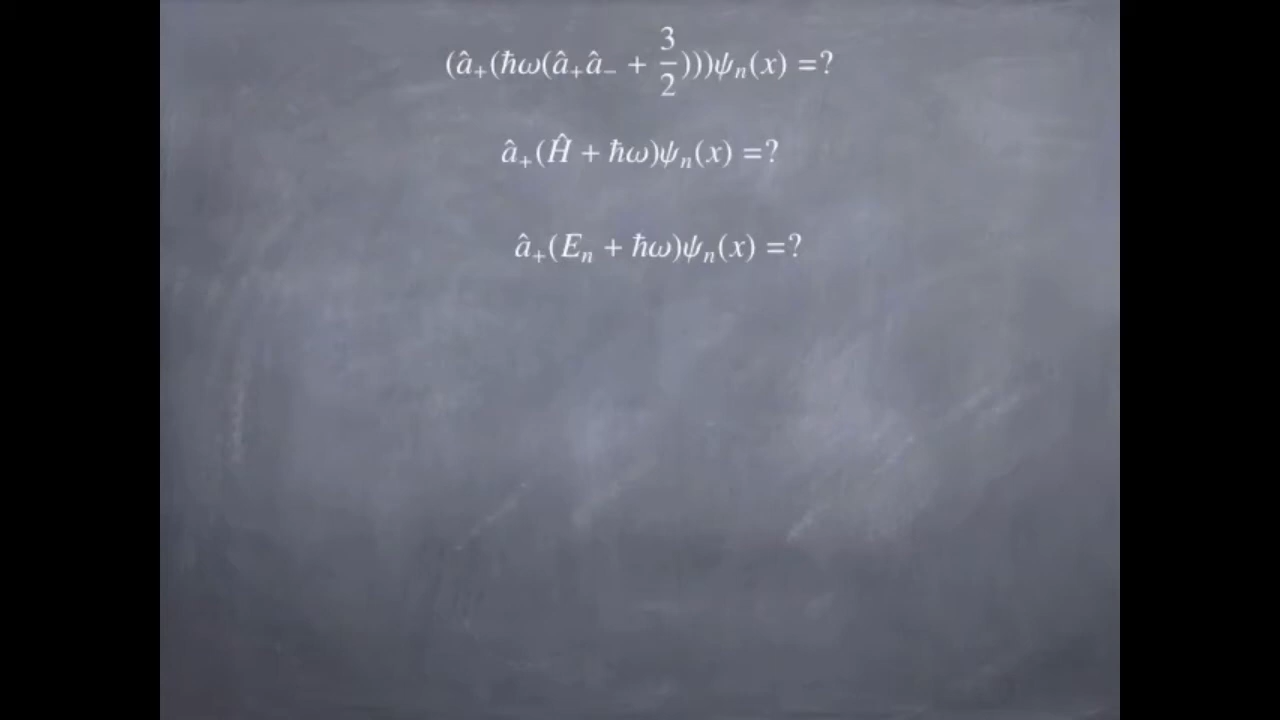 (â₊(ħω(â₊â₋ + 3/2)))ψₙ(x) =?
â₊(Ĥ + ħω)ψₙ(x) =?
â₊(Eₙ + ħω)ψₙ(x) =?